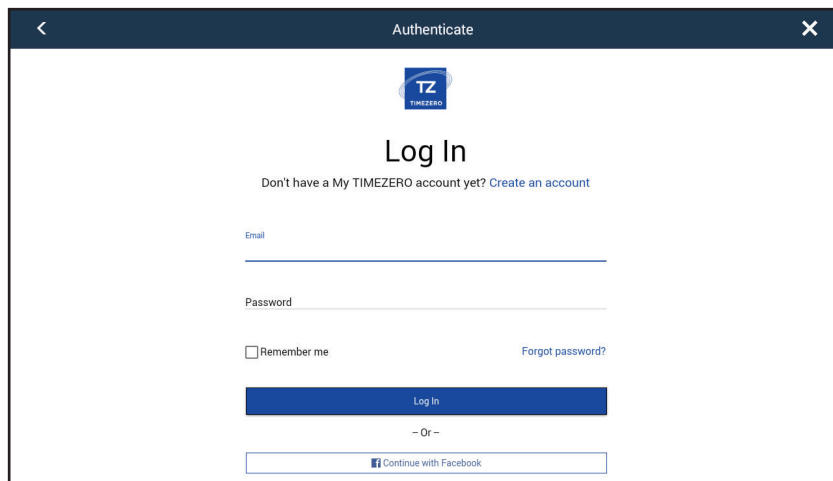 Authenticate
TZ
TIMEZERO
Log In
Don't have a My TIMEZERO account yet? Create an account
Email
Password
Remember me Forgot password?
Log In
– Or –
Continue with Facebook